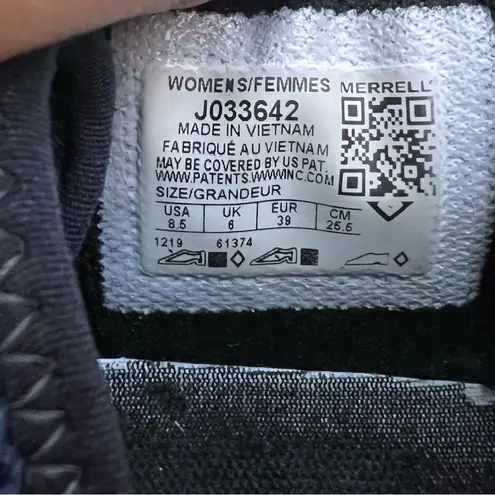 WOMENS/FEMMES MERRELL
J033642
MADE IN VIETNAM
FABRIQUÉ AU VIETNAM
MAY BE COVERED BY US PAT.
WWW.PATENTS.WWWINC.COM
SIZE/GRANDEUR
USA UK EUR CM
8.5 6 39 25.5
1219 61374